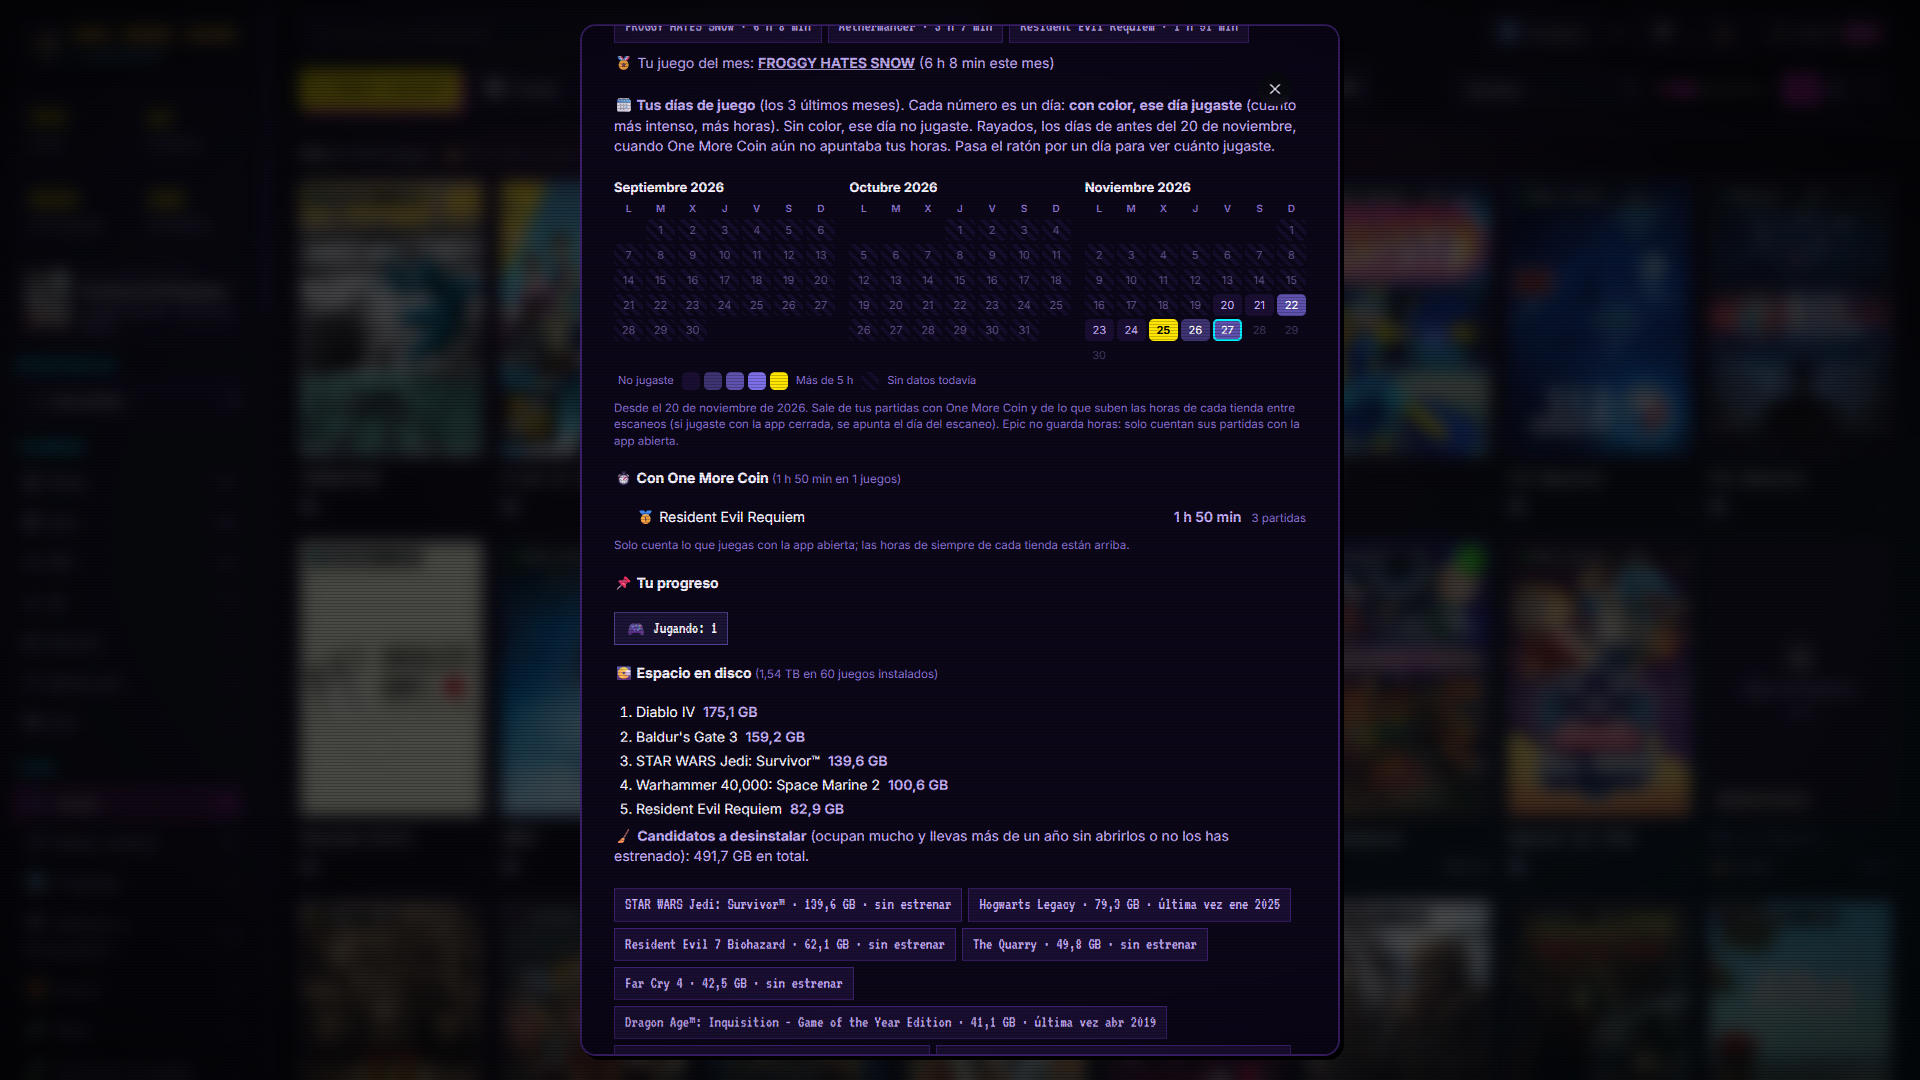 FROGGY HATES SNOW · 6 h 8 min
Aethermancer · 3 h 7 min
Resident Evil Requiem · 1 h 51 min
Tu juego del mes: FROGGY HATES SNOW (6 h 8 min este mes)
Tus días de juego (los 3 últimos meses). Cada número es un día: con color, ese día jugaste (cuanto
más intenso, más horas). Sin color, ese día no jugaste. Rayados, los días de antes del 20 de noviembre,
cuando One More Coin aún no apuntaba tus horas. Pasa el ratón por un día para ver cuánto jugaste.
Septiembre 2026
L M X J V S D
1 2 3 4 5 6
7 8 9 10 11 12 13
14 15 16 17 18 19 20
21 22 23 24 25 26 27
28 29 30
Octubre 2026
L M X J V S D
1 2 3 4
5 6 7 8 9 10 11
12 13 14 15 16 17 18
19 20 21 22 23 24 25
26 27 28 29 30 31
Noviembre 2026
L M X J V S D
1
2 3 4 5 6 7 8
9 10 11 12 13 14 15
16 17 18 19 20 21 22
23 24 25 26 27 28 29
30
No jugaste Más de 5 h Sin datos todavía
Desde el 20 de noviembre de 2026. Sale de tus partidas con One More Coin y de lo que suben las horas de cada tienda entre
escaneos (si jugaste con la app cerrada, se apunta el día del escaneo). Epic no guarda horas: solo cuentan sus partidas con la
app abierta.
Con One More Coin (1 h 50 min en 1 juegos)
Resident Evil Requiem 1 h 50 min 3 partidas
Solo cuenta lo que juegas con la app abierta; las horas de siempre de cada tienda están arriba.
Tu progreso
Jugando: 1
Espacio en disco (1,54 TB en 60 juegos instalados)
1. Diablo IV 175,1 GB
2. Baldur's Gate 3 159,2 GB
3. STAR WARS Jedi: Survivor™ 139,6 GB
4. Warhammer 40,000: Space Marine 2 100,6 GB
5. Resident Evil Requiem 82,9 GB
Candidatos a desinstalar (ocupan mucho y llevas más de un año sin abrirlos o no los has
estrenado): 491,7 GB en total.
STAR WARS Jedi: Survivor™ · 139,6 GB · sin estrenar
Hogwarts Legacy · 79,3 GB · última vez ene 2025
Resident Evil 7 Biohazard · 62,1 GB · sin estrenar
The Quarry · 49,8 GB · sin estrenar
Far Cry 4 · 42,5 GB · sin estrenar
Dragon Age™: Inquisition - Game of the Year Edition · 41,1 GB · última vez abr 2019